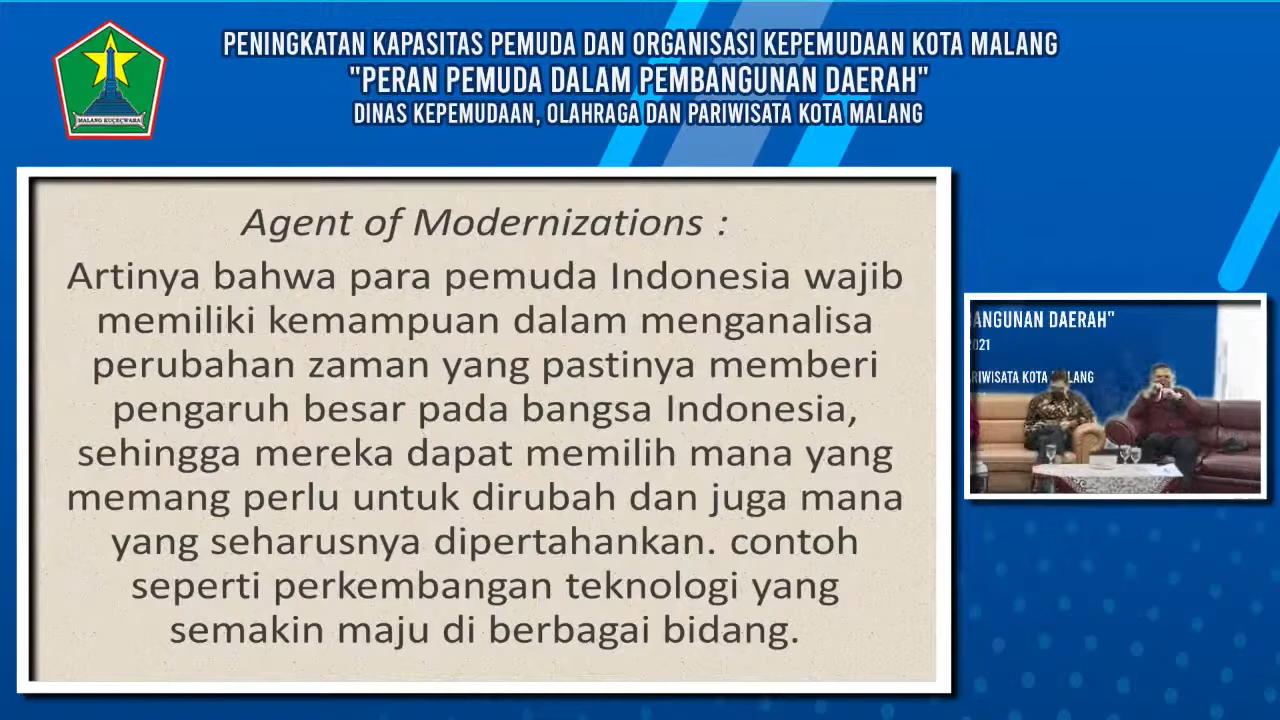 PENINGKATAN KAPASITAS PEMUDA DAN ORGANISASI KEPEMUDAAN KOTA MALANG
"PERAN PEMUDA DALAM PEMBANGUNAN DAERAH"
DINAS KEPEMUDAAN, OLAHRAGA DAN PARIWISATA KOTA MALANG
MALANG KUÇEÇWARA
Agent of Modernizations :
Artinya bahwa para pemuda Indonesia wajib
memiliki kemampuan dalam menganalisa
perubahan zaman yang pastinya memberi
pengaruh besar pada bangsa Indonesia,
sehingga mereka dapat memilih mana yang
memang perlu untuk dirubah dan juga mana
yang seharusnya dipertahankan. contoh
seperti perkembangan teknologi yang
semakin maju di berbagai bidang.
BANGUNAN DAERAH"
2021
ARIWISATA KOTA MALANG